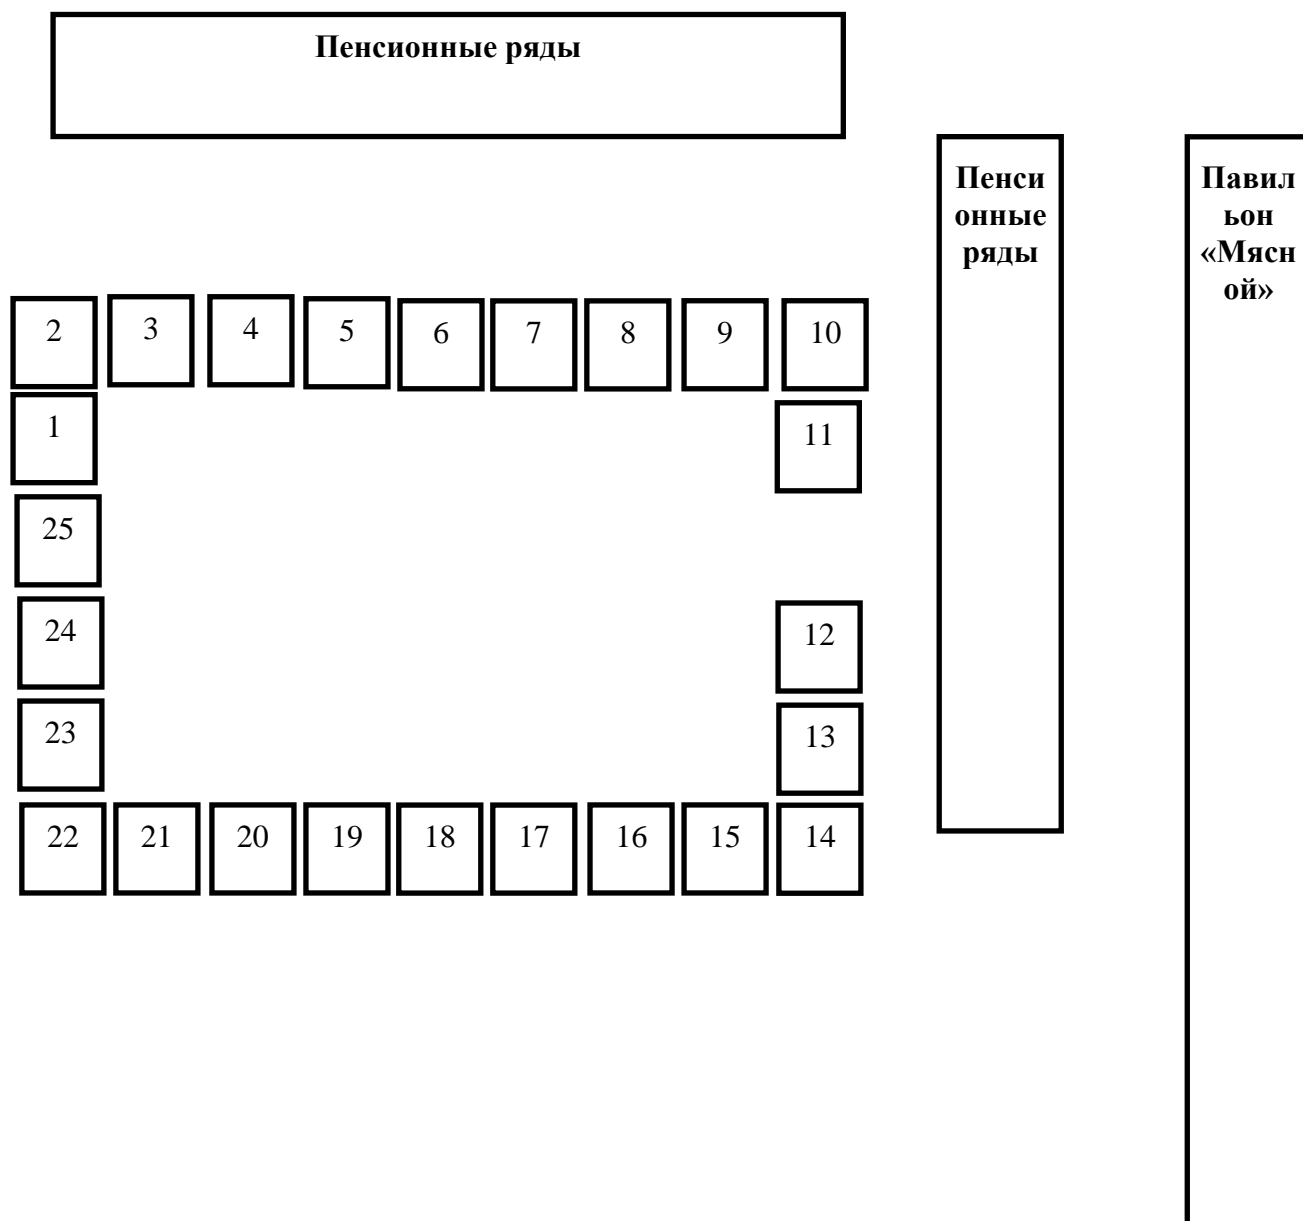 Пенсионные ряды
Пенси
онные
ряды
Павил
ьон
«Мясн
ой»
2 3 4 5 6 7 8 9 10
1 11
25
24 12
23 13
22 21 20 19 18 17 16 15 14